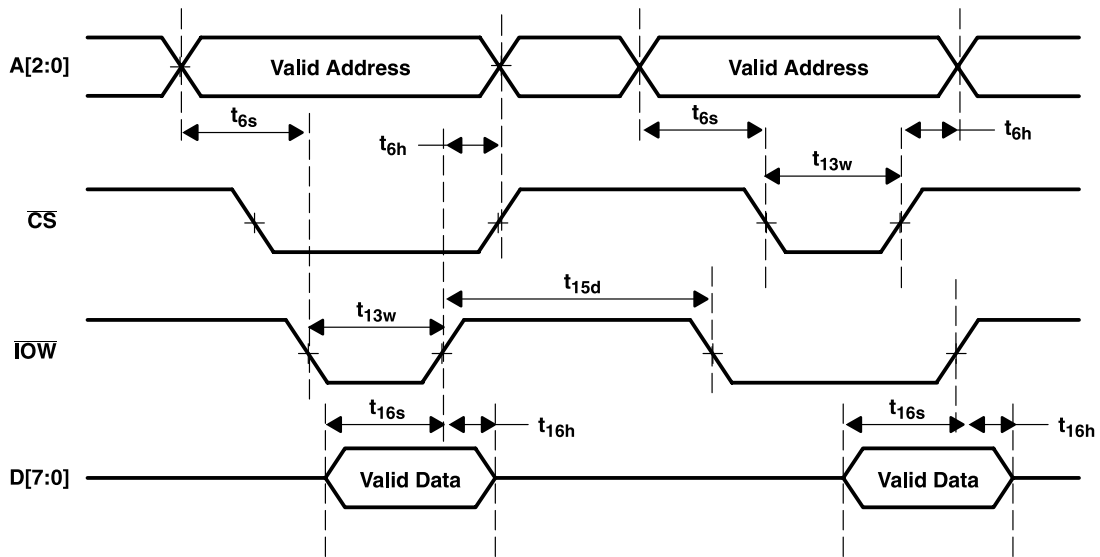 A[2:0] Valid Address Valid Address
t6s t6h t6s t6h
t13w
CS
t15d
t13w
IOW
t16s t16h t16s t16h
D[7:0] Valid Data Valid Data